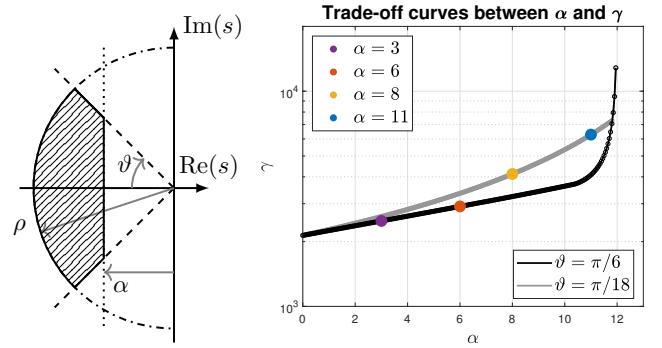 Im(s)
ϑ
Re(s)
ρ
α
Trade-off curves between α and γ
α = 3
α = 6
α = 8
α = 11
γ
10⁴
10³
ϑ = π/6
ϑ = π/18
0 2 4 6 8 10 12
α